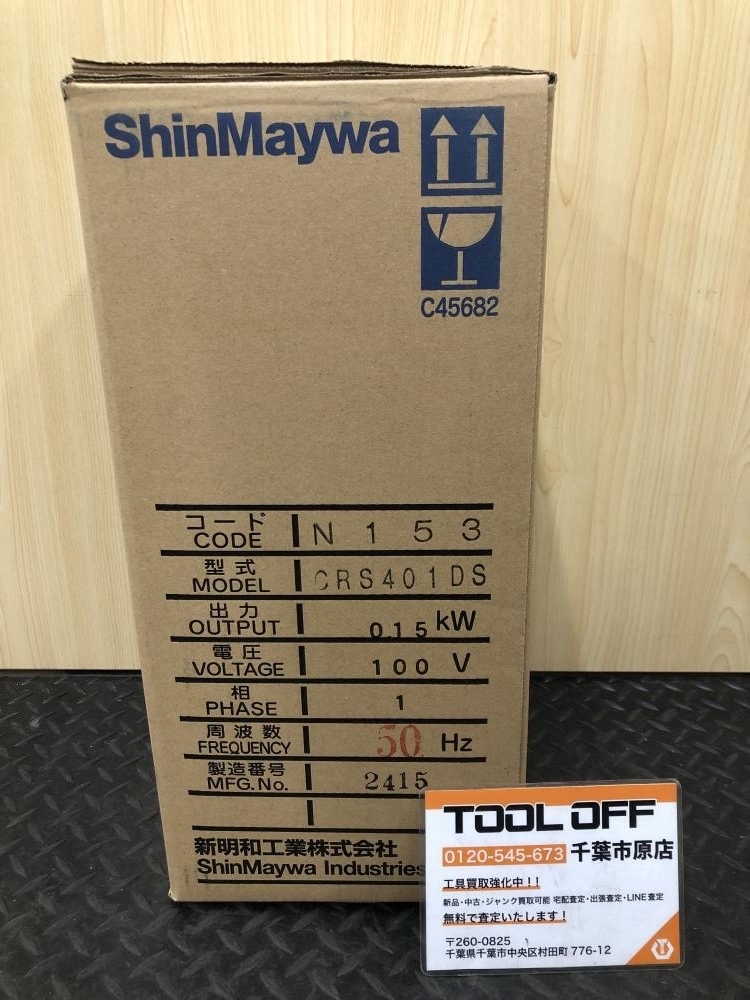 ShinMaywa
C45682
コード
CODE N153
型式
MODEL CRS401DS
出力
OUTPUT 0.15 kW
電圧
VOLTAGE 100 V
相
PHASE 1
周波数
FREQUENCY 50 Hz
製造番号
MFG.No. 2415
新明和工業株式会社
ShinMaywa Industries
TOOL OFF
0120-545-673 千葉市原店
工具買取強化中！！
新品・中古・ジャンク買取可能 宅配査定・出張査定・LINE査定
無料で査定いたします！
〒260-0825
千葉県千葉市中央区村田町 776-12